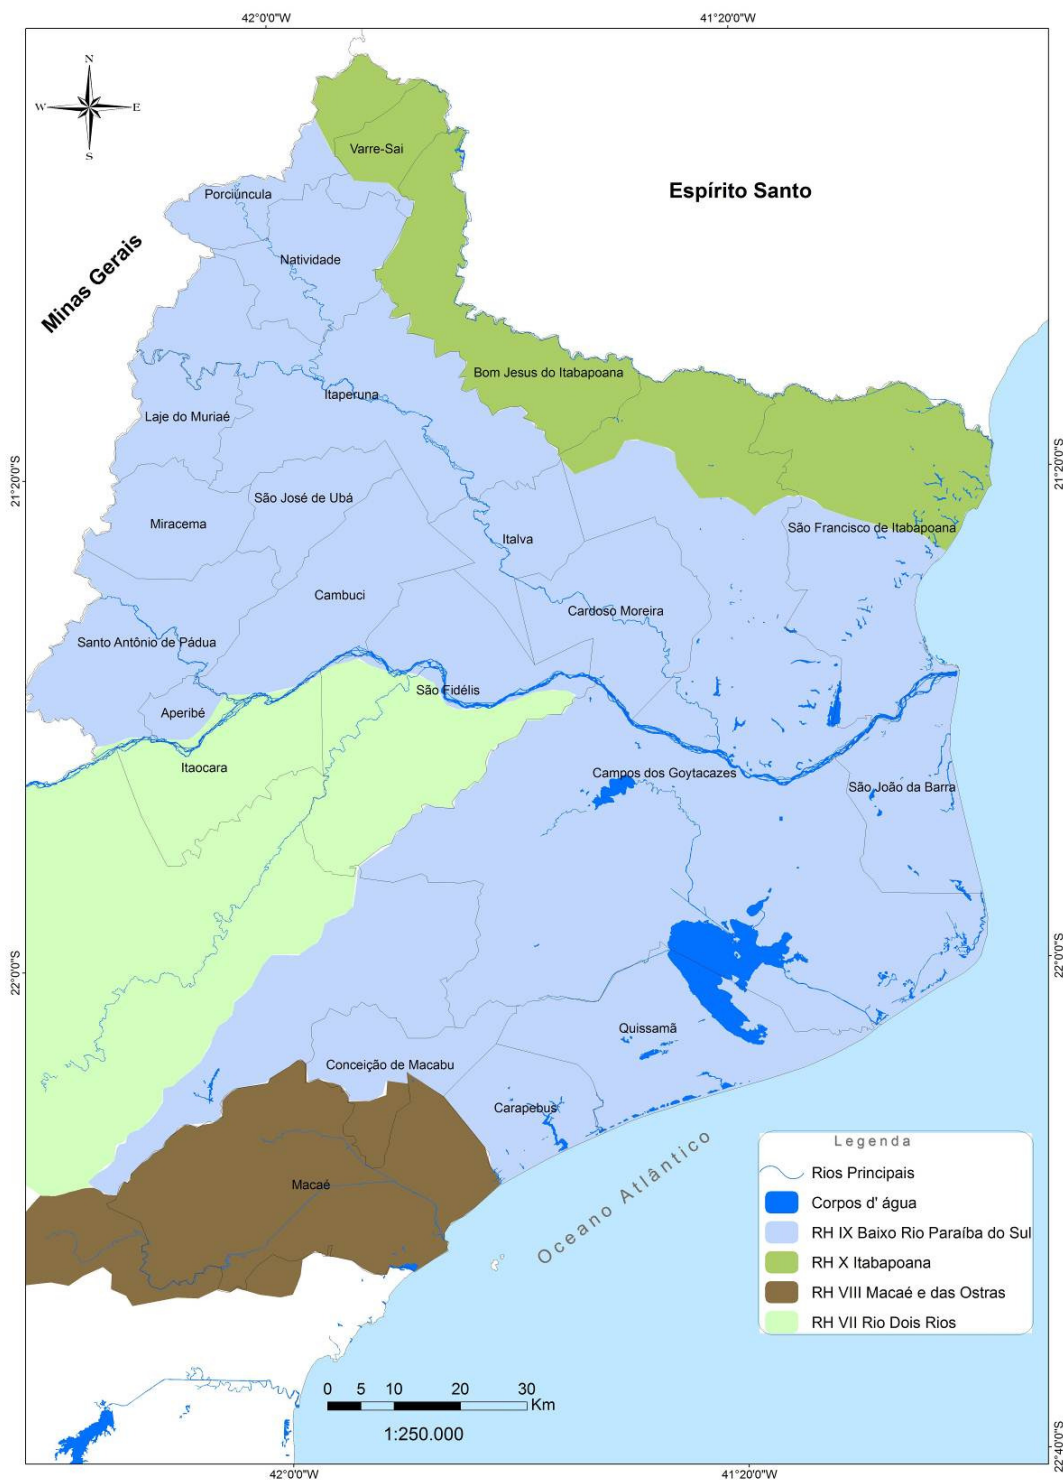 42°0'0"W
41°20'0"W
N
W
E
S
Varre-Sai
Espírito Santo
Porciúncula
Minas Gerais
Natividade
Bom Jesus do Itabapoana
Itaperuna
Laje do Muriaé
21°20'0"S
21°20'0"S
São José de Ubá
Miracema
São Francisco de Itabapoana
Italva
Cambuci
Cardoso Moreira
Santo Antônio de Pádua
São Fidélis
Aperibé
Itaocara
Campos dos Goytacazes
São João da Barra
22°0'0"S
22°0'0"S
Quissamã
Conceição de Macabu
Carapebus
Macaé
Oceano Atlântico
Legenda
Rios Principais
Corpos d' água
RH IX Baixo Rio Paraíba do Sul
RH X Itabapoana
RH VIII Macaé e das Ostras
RH VII Rio Dois Rios
0 5 10 20 30
Km
1:250.000
22°40'0"S
42°0'0"W
41°20'0"W